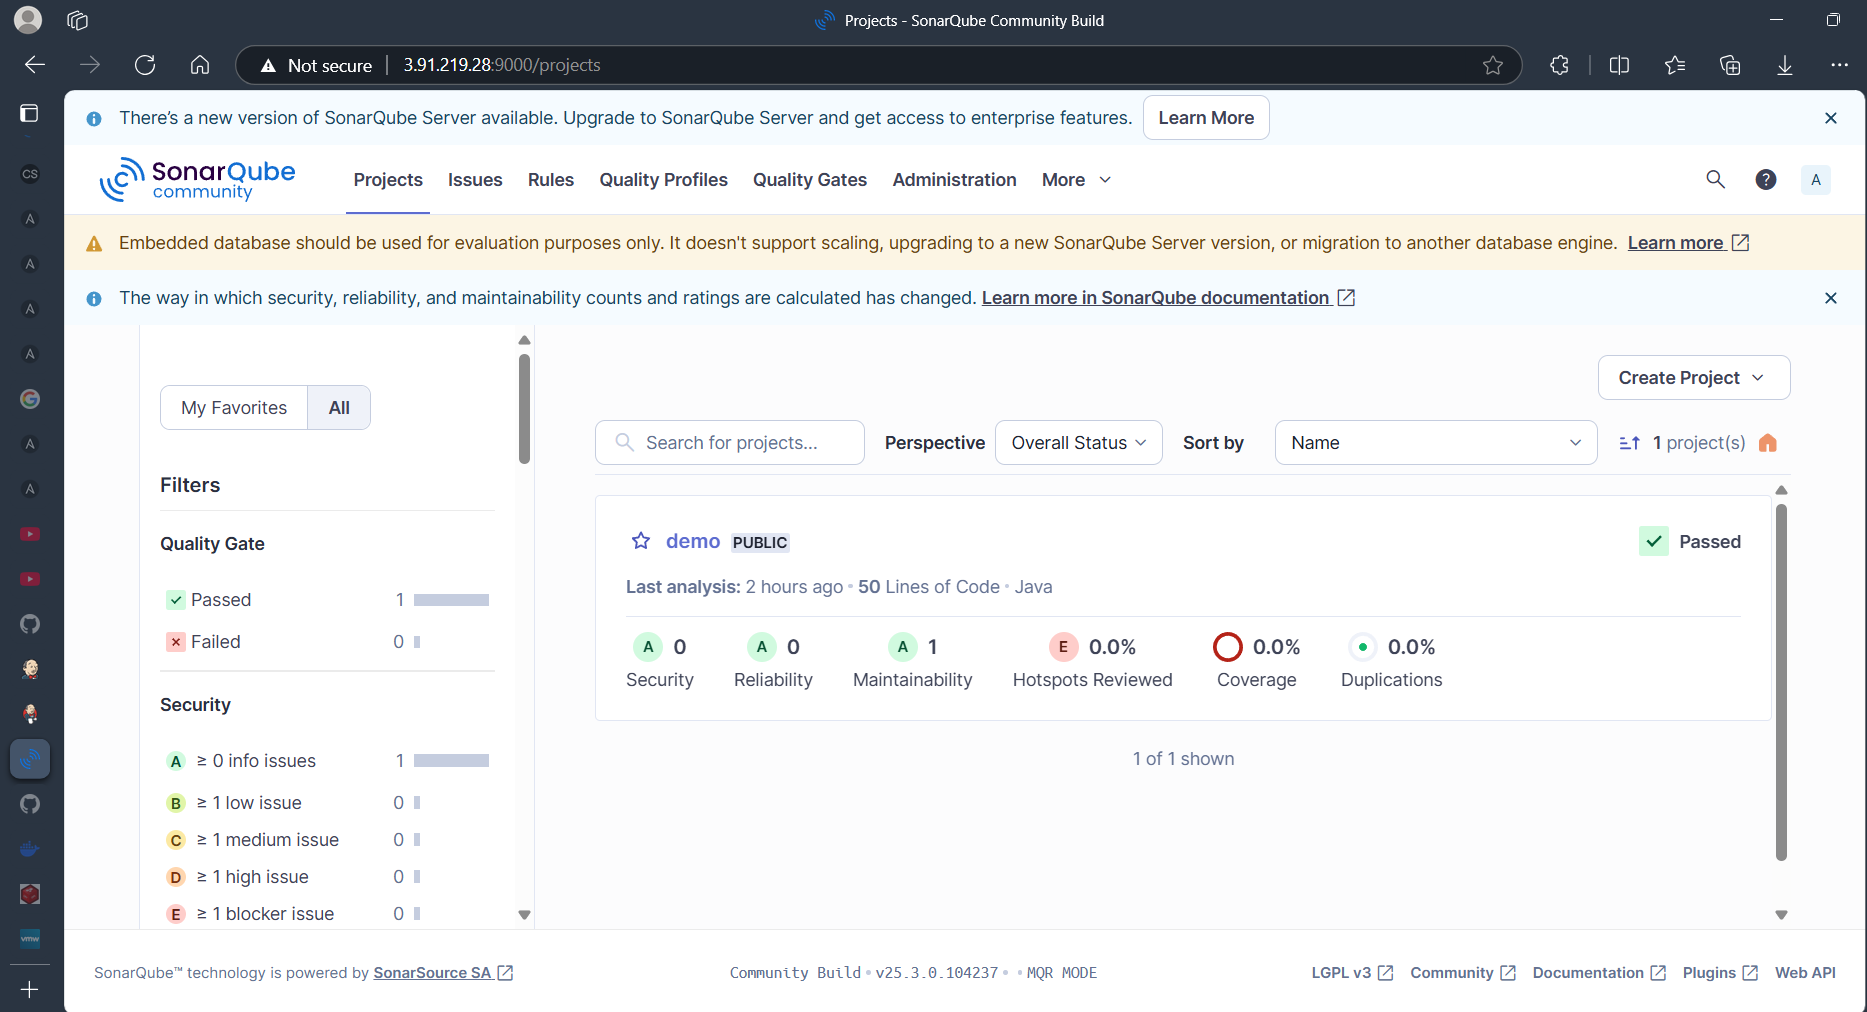 Projects - SonarQube Community Build
Not secure 3.91.219.28:9000/projects
There's a new version of SonarQube Server available. Upgrade to SonarQube Server and get access to enterprise features. Learn More
SonarQube community
Projects Issues Rules Quality Profiles Quality Gates Administration More
? A
Embedded database should be used for evaluation purposes only. It doesn't support scaling, upgrading to a new SonarQube Server version, or migration to another database engine. Learn more
The way in which security, reliability, and maintainability counts and ratings are calculated has changed. Learn more in SonarQube documentation
CS
My Favorites All
Filters
Quality Gate
Passed 1
Failed 0
Security
A ≥ 0 info issues 1
B ≥ 1 low issue 0
C ≥ 1 medium issue 0
D ≥ 1 high issue 0
E ≥ 1 blocker issue 0
Create Project
Search for projects... Perspective Overall Status Sort by Name 1 project(s)
demo PUBLIC Passed
Last analysis: 2 hours ago • 50 Lines of Code • Java
A 0 A 0 A 1 E 0.0% 0.0% 0.0%
Security Reliability Maintainability Hotspots Reviewed Coverage Duplications
1 of 1 shown
vmw
SonarQube™ technology is powered by SonarSource SA
Community Build • v25.3.0.104237 • • MQR MODE
LGPL v3 Community Documentation Plugins Web API